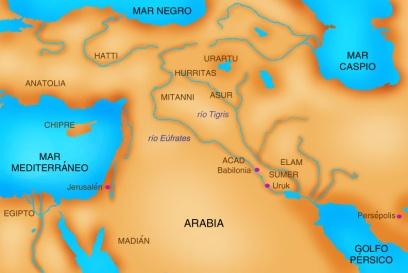 MAR NEGRO
HATTI
URARTU
MAR
CASPIO
HURRITAS
ANATOLIA
MITANNI
ASUR
río Tigris
CHIPRE
río Eúfrates
MAR
MEDITERRÁNEO
ACAD
ELAM
Babilonia
SUMER
Jerusalén
Uruk
EGIPTO
ARABIA
Persépolis
MADIÁN
GOLFO
PÉRSICO